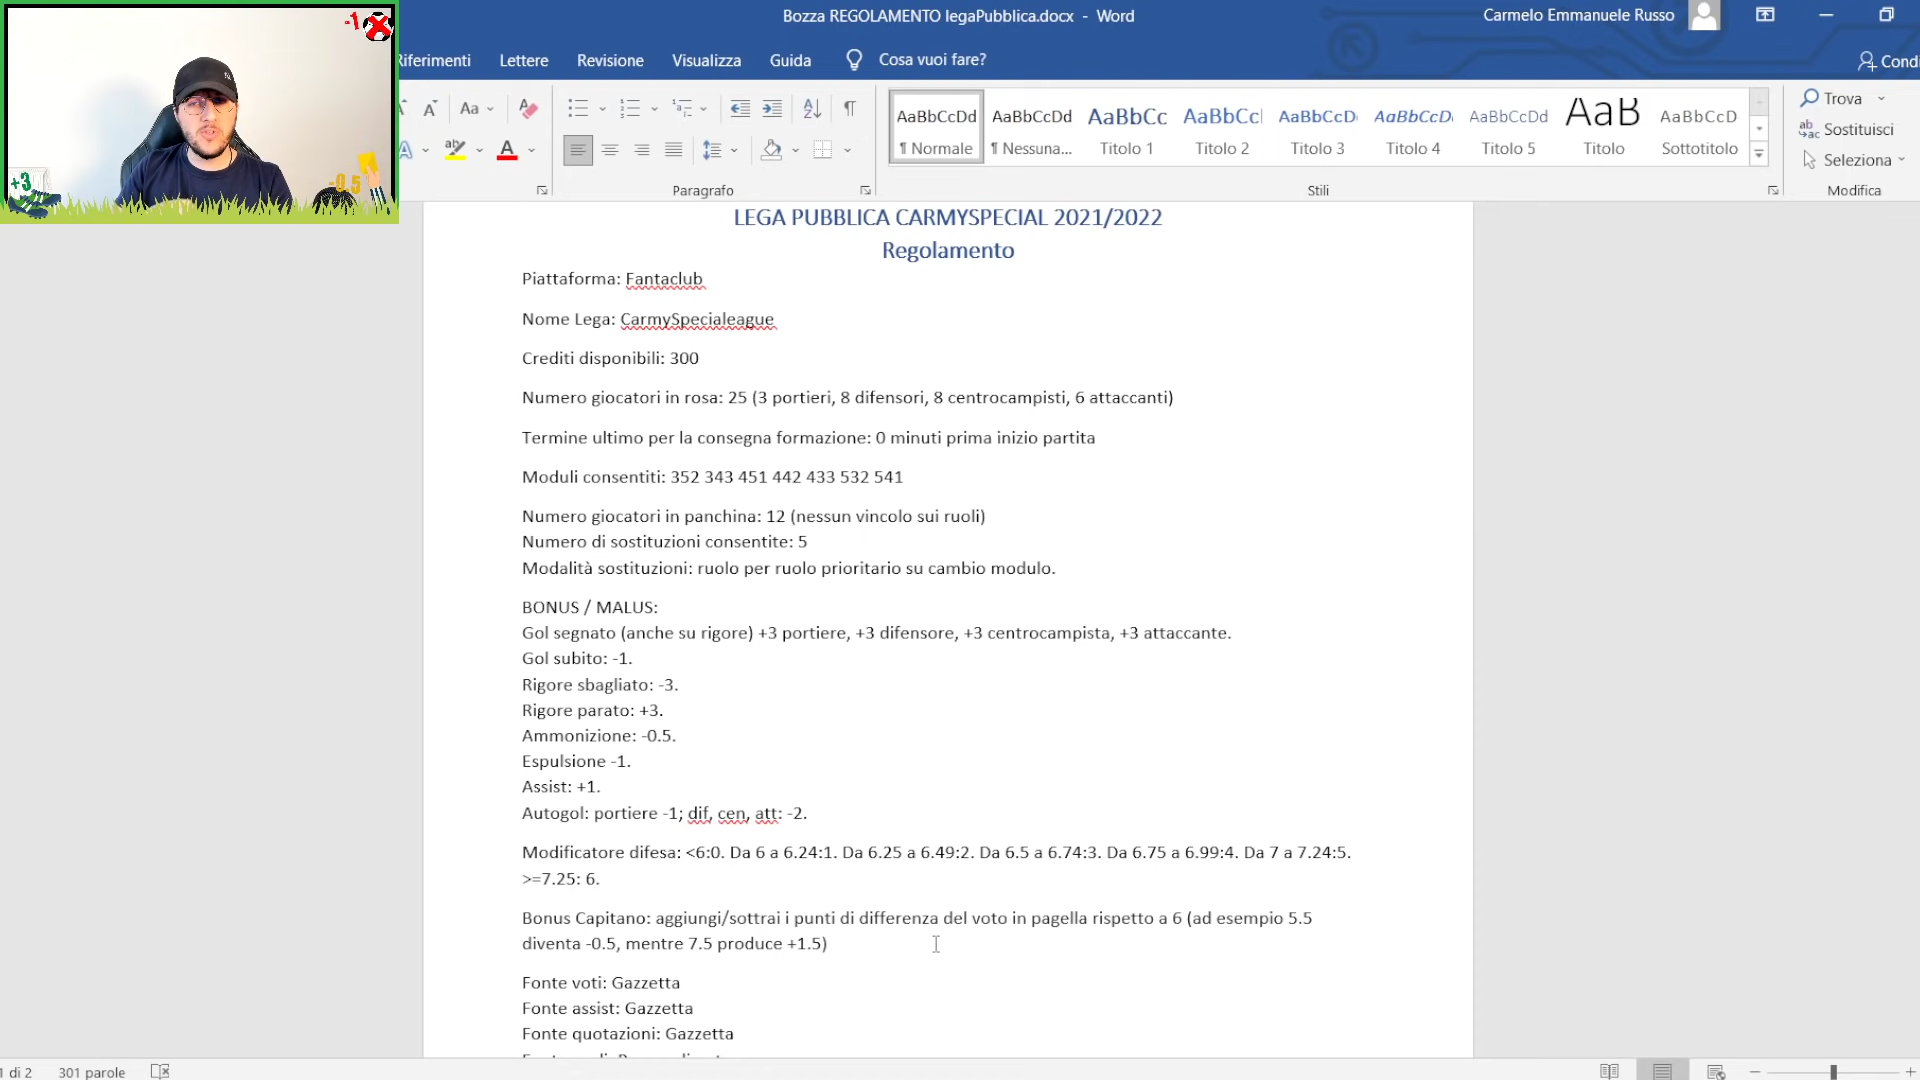 -1
+3
-0.5
Bozza REGOLAMENTO legaPubblica.docx - Word
Carmelo Emmanuele Russo
Riferimenti Lettere Revisione Visualizza Guida Cosa vuoi fare?
Condi
Aa
AaBbCcDd AaBbCcDd AaBbCc AaBbCcl AaBbCcD AaBbCcD AaBbCcDd AaB AaBbCcD
¶ Normale ¶ Nessuna... Titolo 1 Titolo 2 Titolo 3 Titolo 4 Titolo 5 Titolo Sottotitolo
Trova
Sostituisci
Seleziona
Paragrafo Stili Modifica
LEGA PUBBLICA CARMYSPECIAL 2021/2022
Regolamento
Piattaforma: Fantaclub
Nome Lega: CarmySpecialeague
Crediti disponibili: 300
Numero giocatori in rosa: 25 (3 portieri, 8 difensori, 8 centrocampisti, 6 attaccanti)
Termine ultimo per la consegna formazione: 0 minuti prima inizio partita
Moduli consentiti: 352 343 451 442 433 532 541
Numero giocatori in panchina: 12 (nessun vincolo sui ruoli)
Numero di sostituzioni consentite: 5
Modalità sostituzioni: ruolo per ruolo prioritario su cambio modulo.
BONUS / MALUS:
Gol segnato (anche su rigore) +3 portiere, +3 difensore, +3 centrocampista, +3 attaccante.
Gol subito: -1.
Rigore sbagliato: -3.
Rigore parato: +3.
Ammonizione: -0.5.
Espulsione -1.
Assist: +1.
Autogol: portiere -1; dif, cen, att: -2.
Modificatore difesa: <6:0. Da 6 a 6.24:1. Da 6.25 a 6.49:2. Da 6.5 a 6.74:3. Da 6.75 a 6.99:4. Da 7 a 7.24:5.
>=7.25: 6.
Bonus Capitano: aggiungi/sottrai i punti di differenza del voto in pagella rispetto a 6 (ad esempio 5.5
diventa -0.5, mentre 7.5 produce +1.5)
Fonte voti: Gazzetta
Fonte assist: Gazzetta
Fonte quotazioni: Gazzetta
1 di 2 301 parole